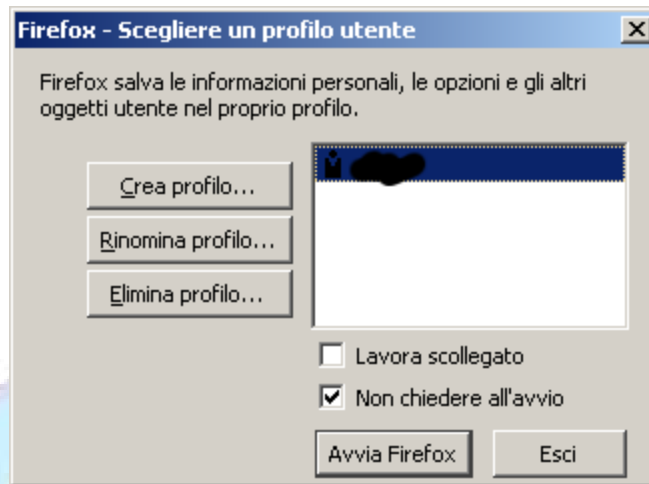 Firefox - Scegliere un profilo utente
Firefox salva le informazioni personali, le opzioni e gli altri
oggetti utente nel proprio profilo.
Crea profilo...
Rinomina profilo...
Elimina profilo...
Lavora scollegato
Non chiedere all'avvio
Avvia Firefox
Esci